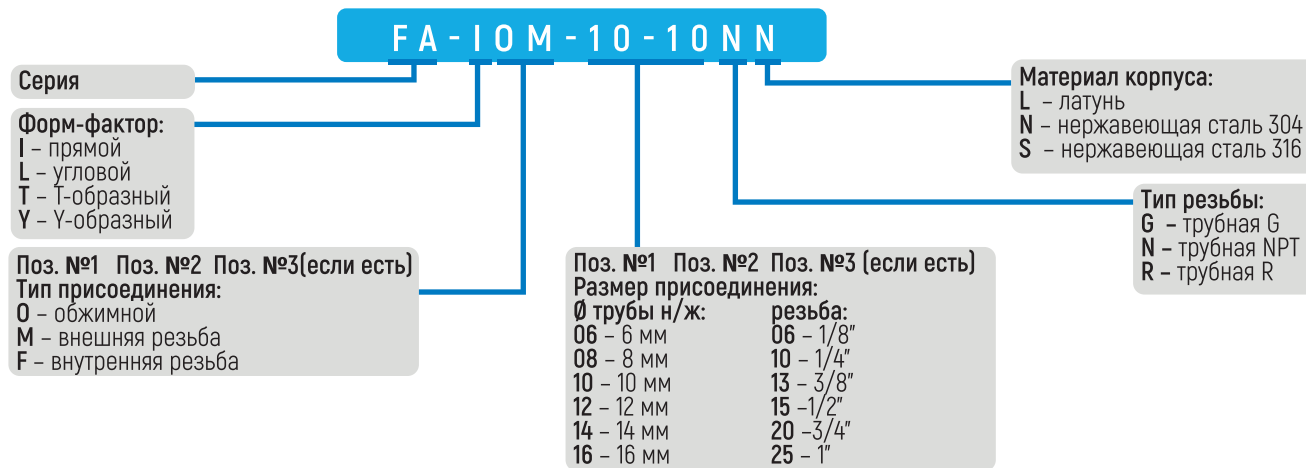 FA-IOM-10-10NN
Серия
Форм-фактор:
I – прямой
L – угловой
T – Т-образный
Y – Y-образный
Поз. №1 Поз. №2 Поз. №3(если есть)
Тип присоединения:
O – обжимной
M – внешняя резьба
F – внутренняя резьба
Поз. №1 Поз. №2 Поз. №3 (если есть)
Размер присоединения:
Ø трубы н/ж: резьба:
06 – 6 мм 06 – 1/8"
08 – 8 мм 10 – 1/4"
10 – 10 мм 13 – 3/8"
12 – 12 мм 15 –1/2"
14 – 14 мм 20 –3/4"
16 – 16 мм 25 – 1"
Материал корпуса:
L – латунь
N – нержавеющая сталь 304
S – нержавеющая сталь 316
Тип резьбы:
G – трубная G
N – трубная NPT
R – трубная R